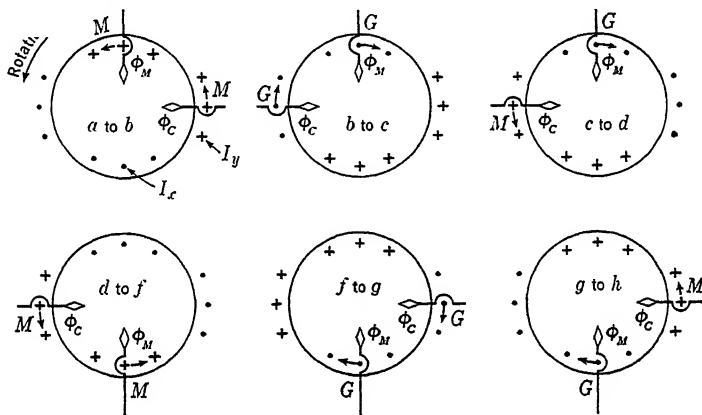 M G G
Rotati
ΦM ΦM ΦM
M G M
ΦC ΦC ΦC
a to b b to c c to d
Iy
Ix
d to f f to g g to h
M ΦC ΦC G ΦC M
ΦM ΦM ΦM
M G G